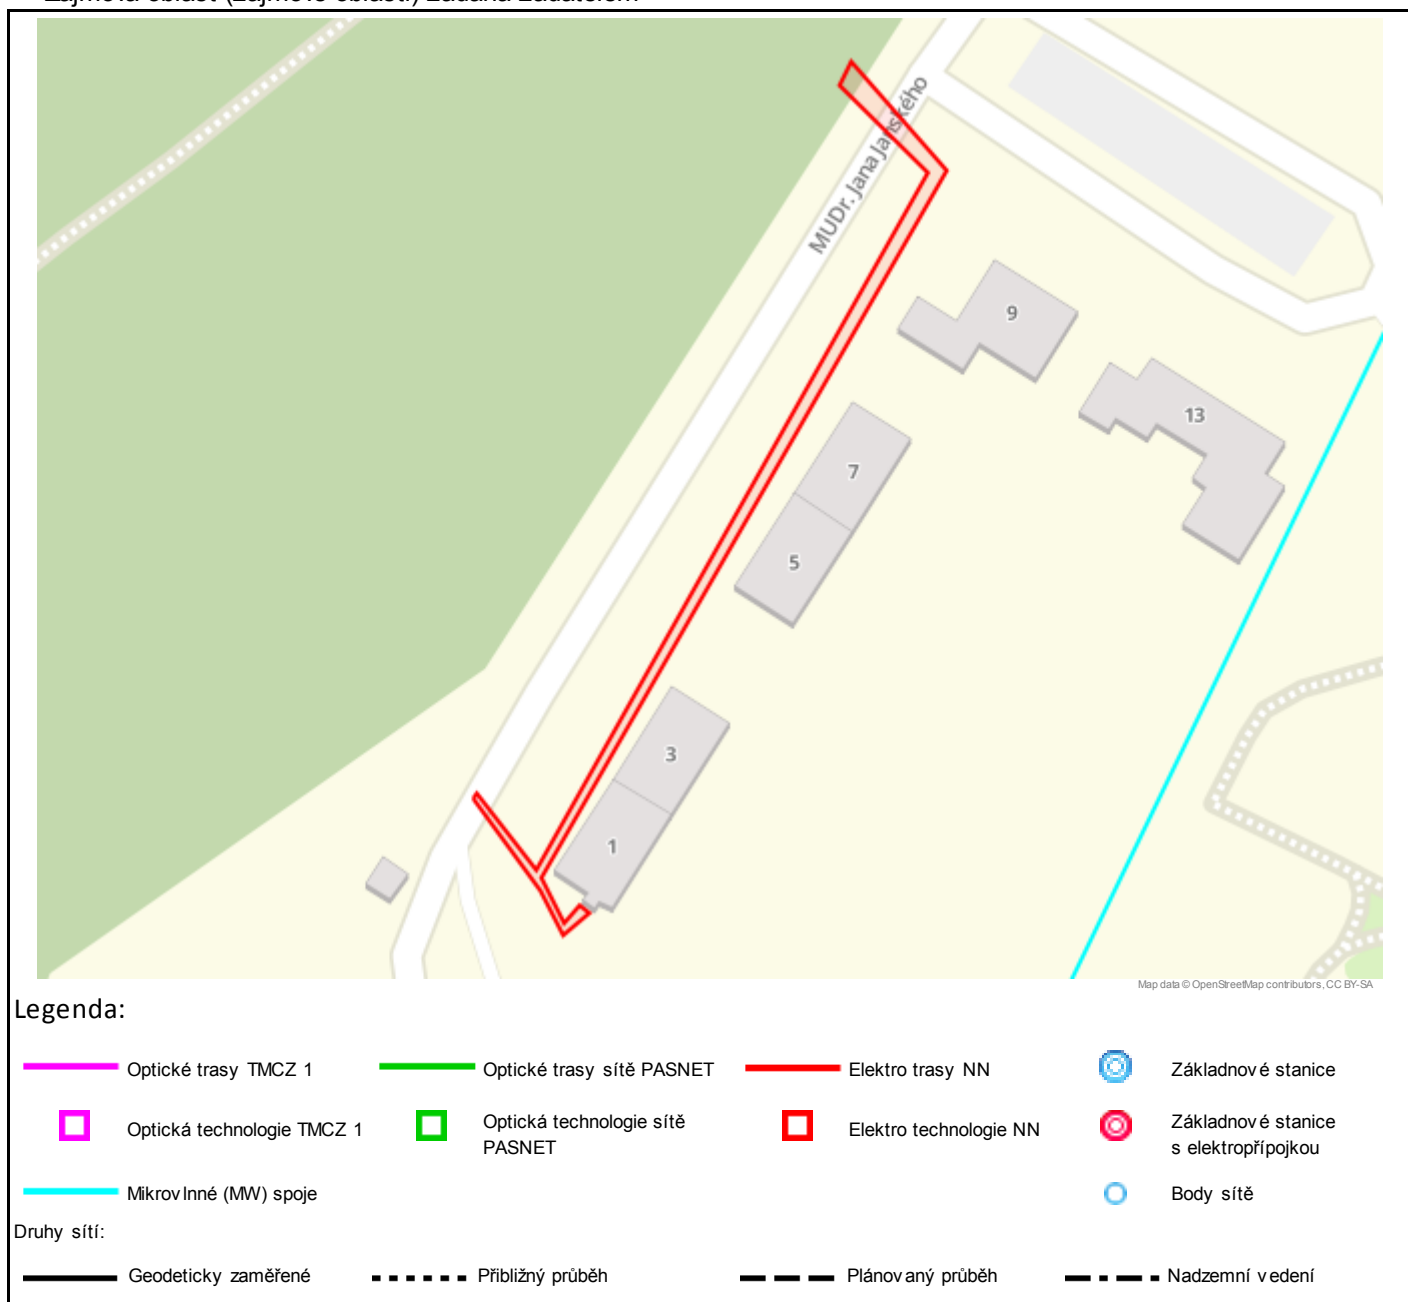 MUDr. Jana Janského
9
13
7
5
3
1
Map data © OpenStreetMap contributors, CC BY-SA
Legenda:
Optické trasy TMCZ 1
Optické trasy sítě PASNET
Elektro trasy NN
Základnové stanice
Optická technologie TMCZ 1
Optická technologie sítě
PASNET
Elektro technologie NN
Základnové stanice
s elektropřípojkou
Mikrovlnné (MW) spoje
Body sítě
Druhy sítí:
Geodeticky zaměřené
Přibližný průběh
Plánovaný průběh
Nadzemní vedení